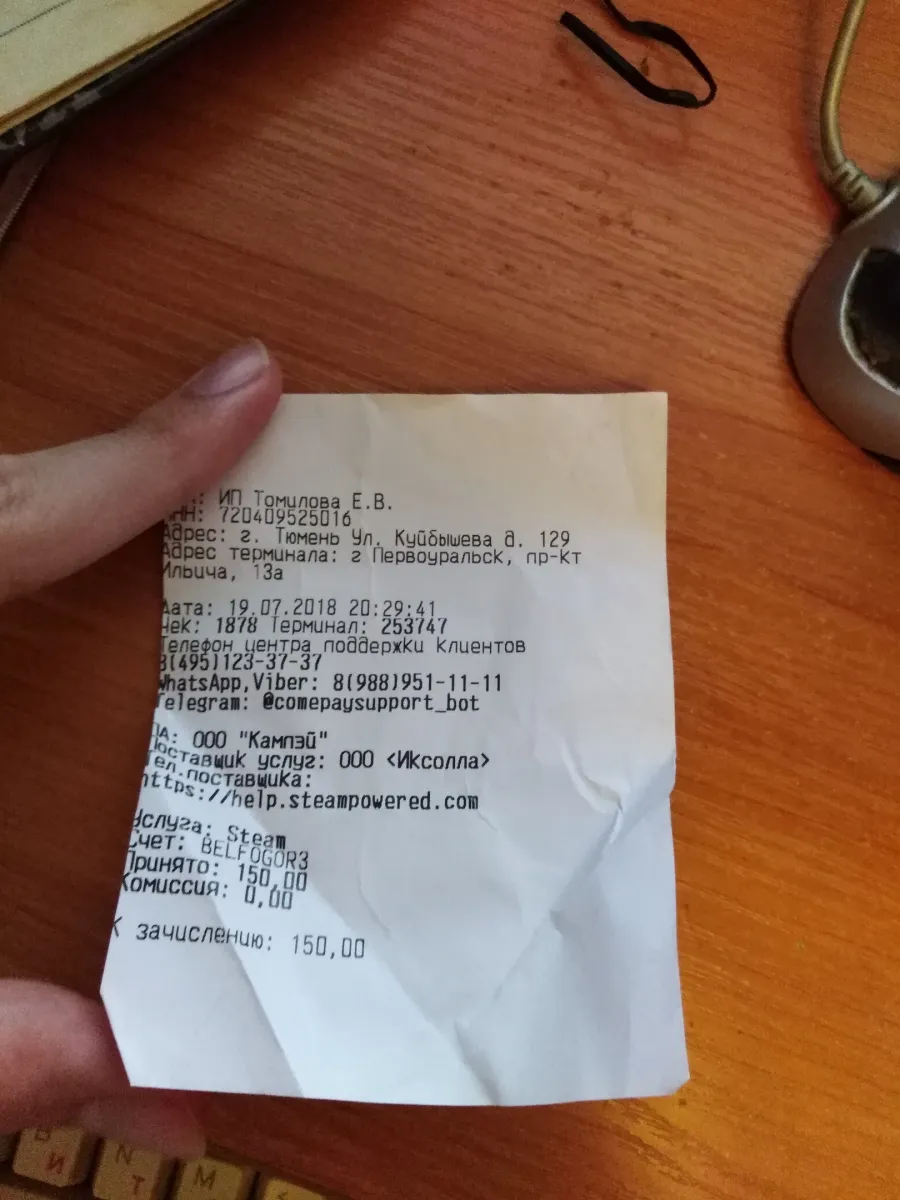 ИП Томилова Е.В.
ИНН: 720409525016
Адрес: г. Тюмень Ул. Куйбышева д. 129
Адрес терминала: г Первоуральск, пр-кт
Ильича, 13а
Дата: 19.07.2018 20:29:41
Чек: 1878 Терминал: 253747
Телефон центра поддержки клиентов
8(495)123-37-37
WhatsApp,Viber: 8(988)951-11-11
Telegram: @comepaysupport_bot
ПА: ООО "Кампэй"
Поставщик услуг: ООО <Иксолла>
Тел.поставщика:
https://help.steampowered.com
Услуга: Steam
Счет: BELFOGOR3
Принято: 150,00
Комиссия: 0,00
К зачислению: 150,00
В И
N Т
M